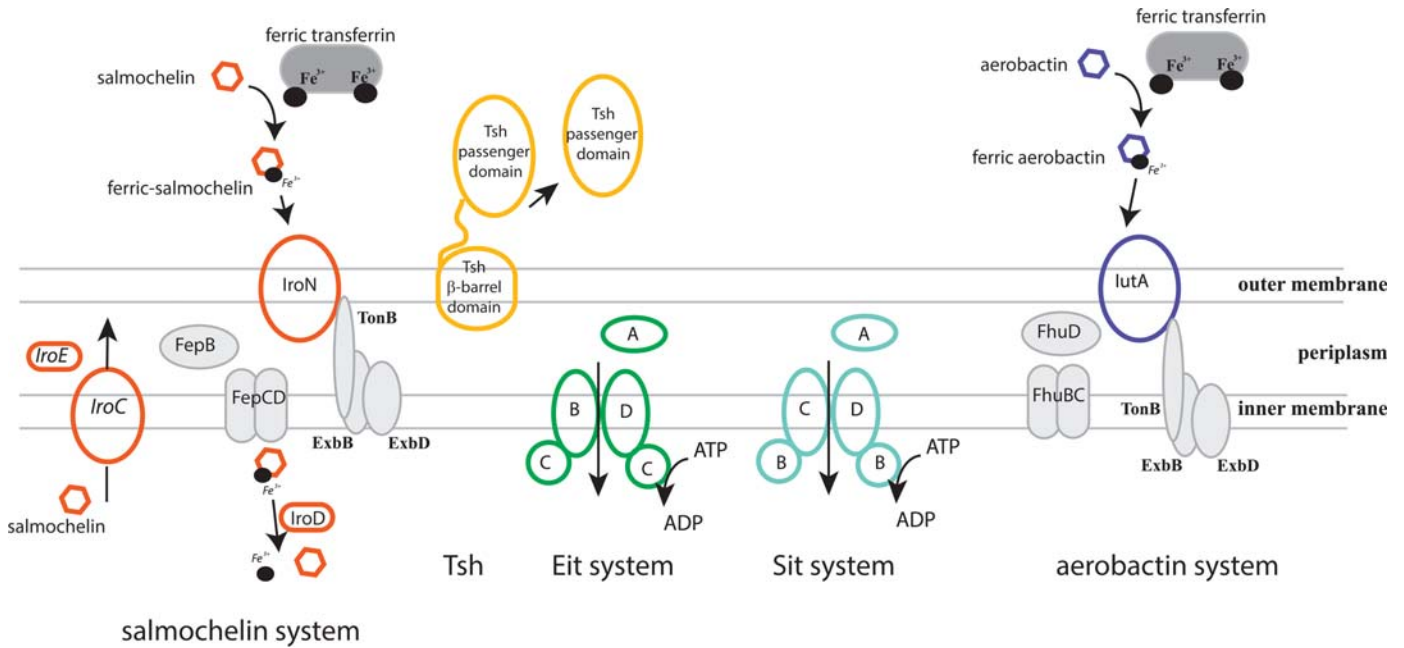 ferric transferrin
salmochelin
Fe³⁺ Fe³⁺
ferric-salmochelin
Fe³⁺
IroN
TonB
FepB
IroE
IroC
FepCD
ExbB
ExbD
salmochelin
Fe³⁺
IroD
Fe³⁺
salmochelin system
Tsh
passenger
domain
Tsh
passenger
domain
Tsh
β-barrel
domain
Tsh
A
B
D
C
C
ATP
ADP
Eit system
A
C
D
B
B
ATP
ADP
Sit system
ferric transferrin
aerobactin
Fe³⁺ Fe³⁺
ferric aerobactin
Fe³⁺
IutA
FhuD
FhuBC
TonB
ExbB
ExbD
aerobactin system
outer membrane
periplasm
inner membrane